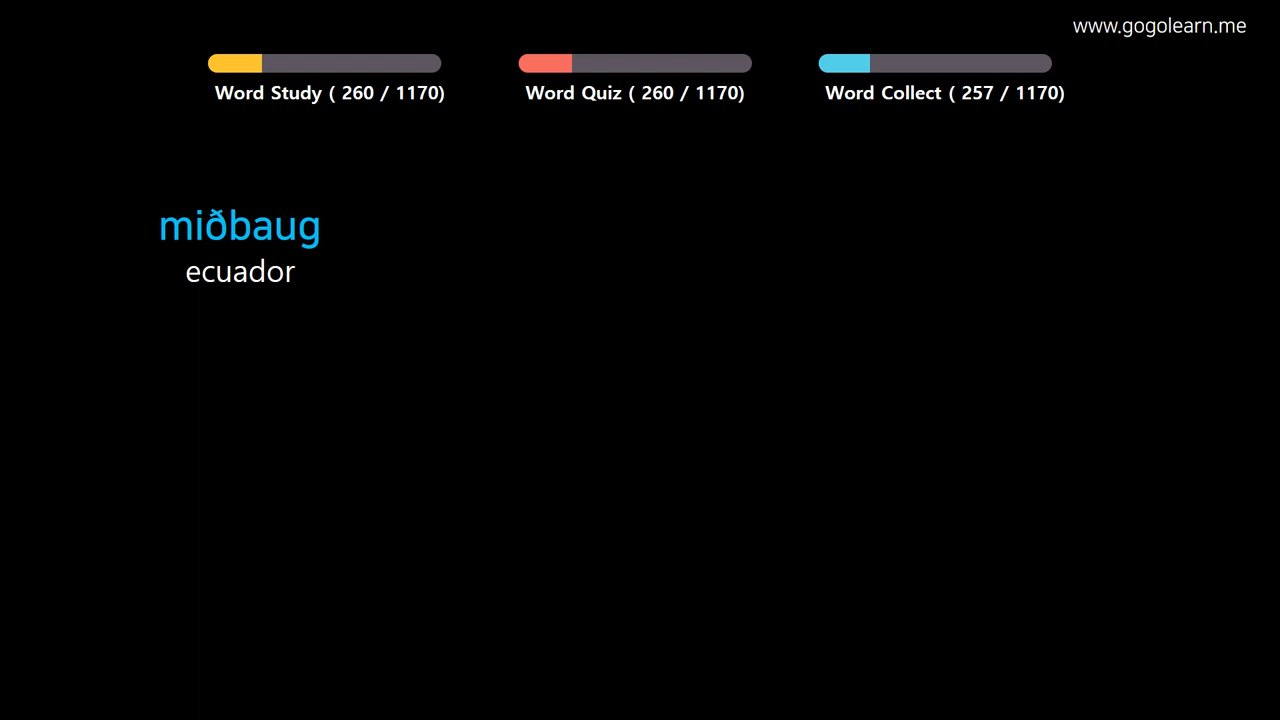 www.gogolearn.me
Word Study ( 260 / 1170)
Word Quiz ( 260 / 1170)
Word Collect ( 257 / 1170)
miðbaug
ecuador